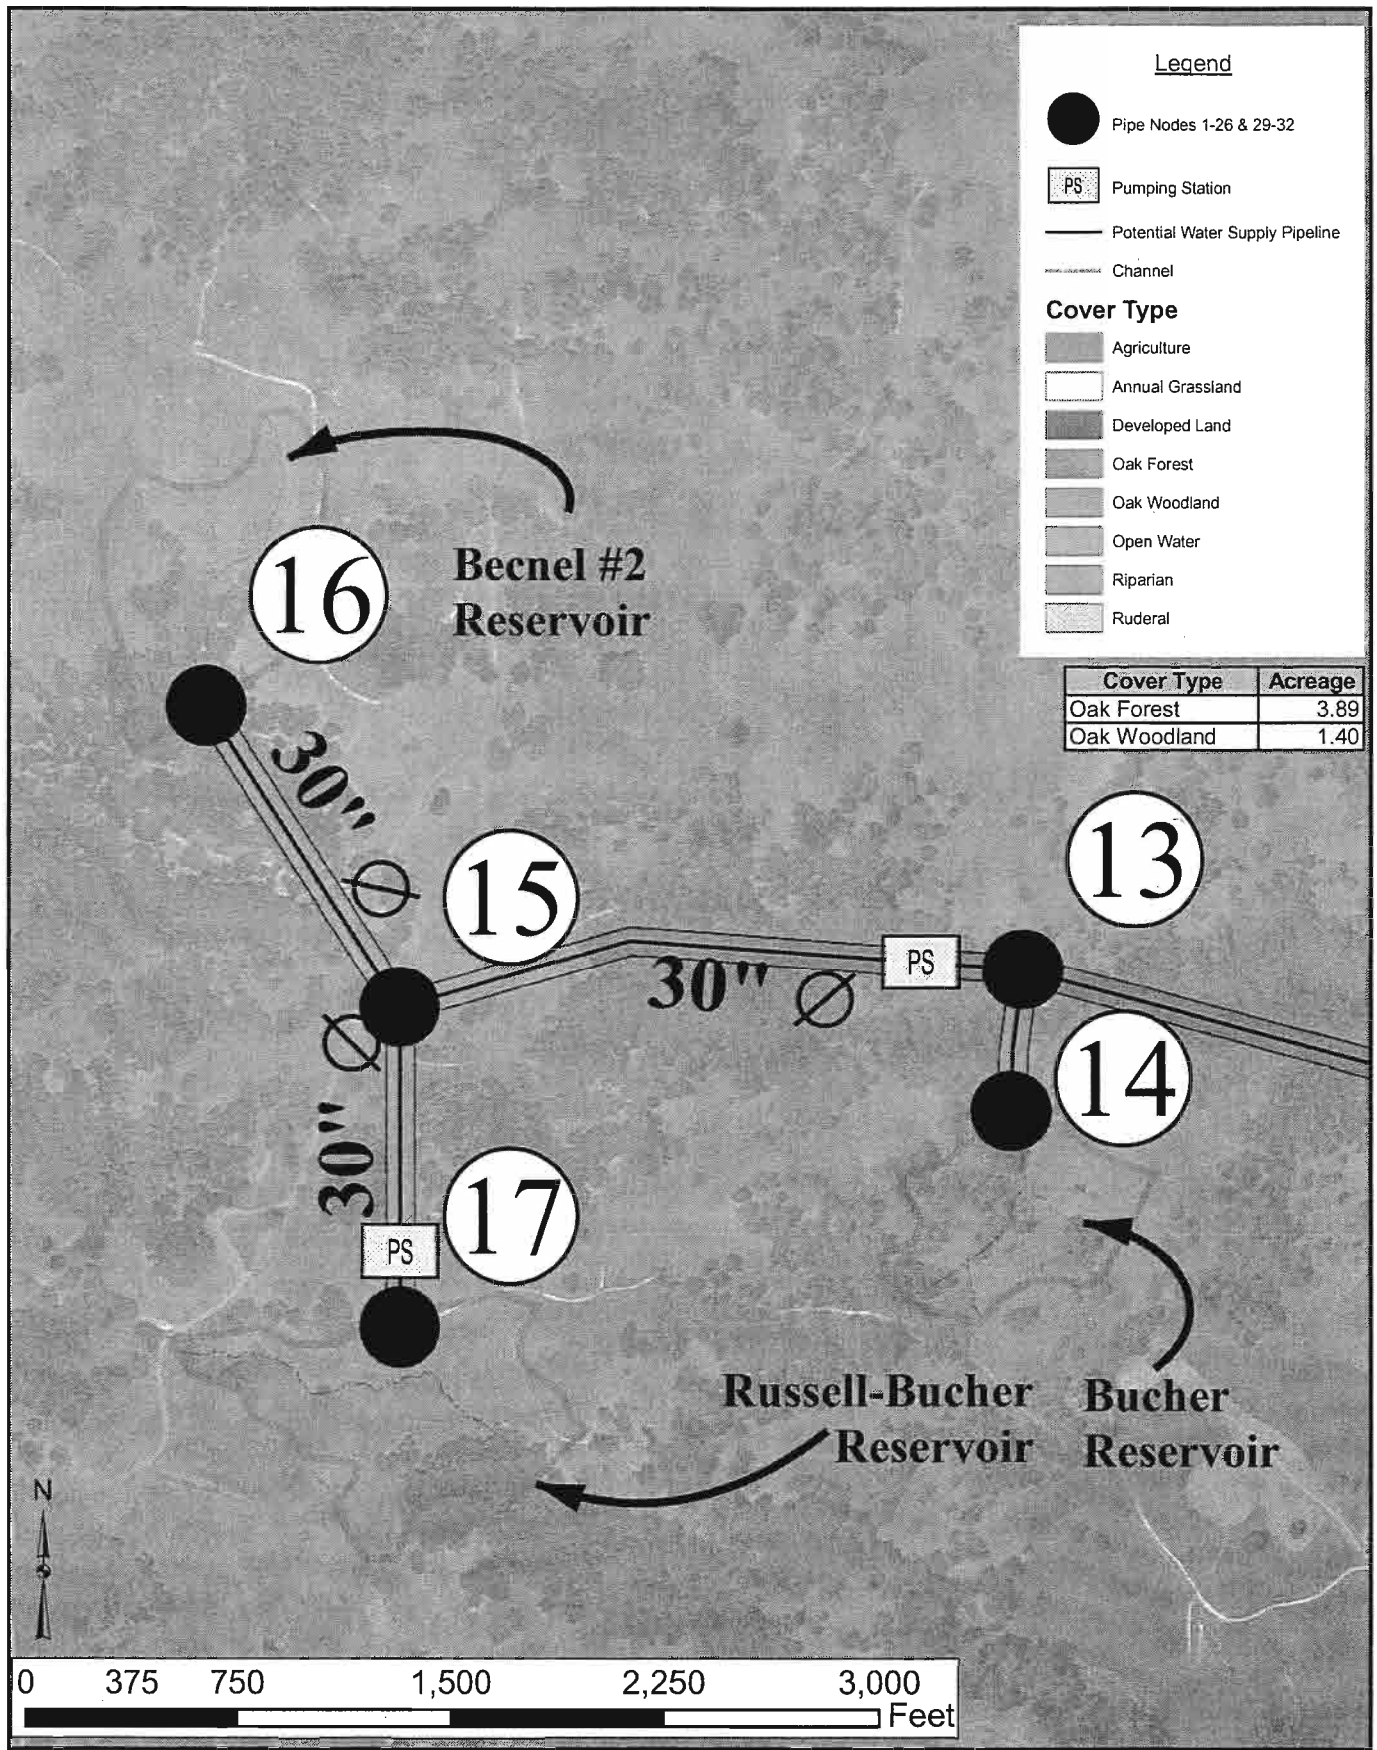 Legend
Pipe Nodes 1-26 & 29-32
PS Pumping Station
Potential Water Supply Pipeline
Channel
Cover Type
Agriculture
Annual Grassland
Developed Land
Oak Forest
Oak Woodland
Open Water
Riparian
Ruderal
Cover Type Acreage
Oak Forest 3.89
Oak Woodland 1.40
16
Becnel #2
Reservoir
30" Ø
15
13
30" Ø
PS
14
30" Ø
17
PS
Russell-Bucher
Reservoir
Bucher
Reservoir
N
0 375 750 1,500 2,250 3,000
Feet